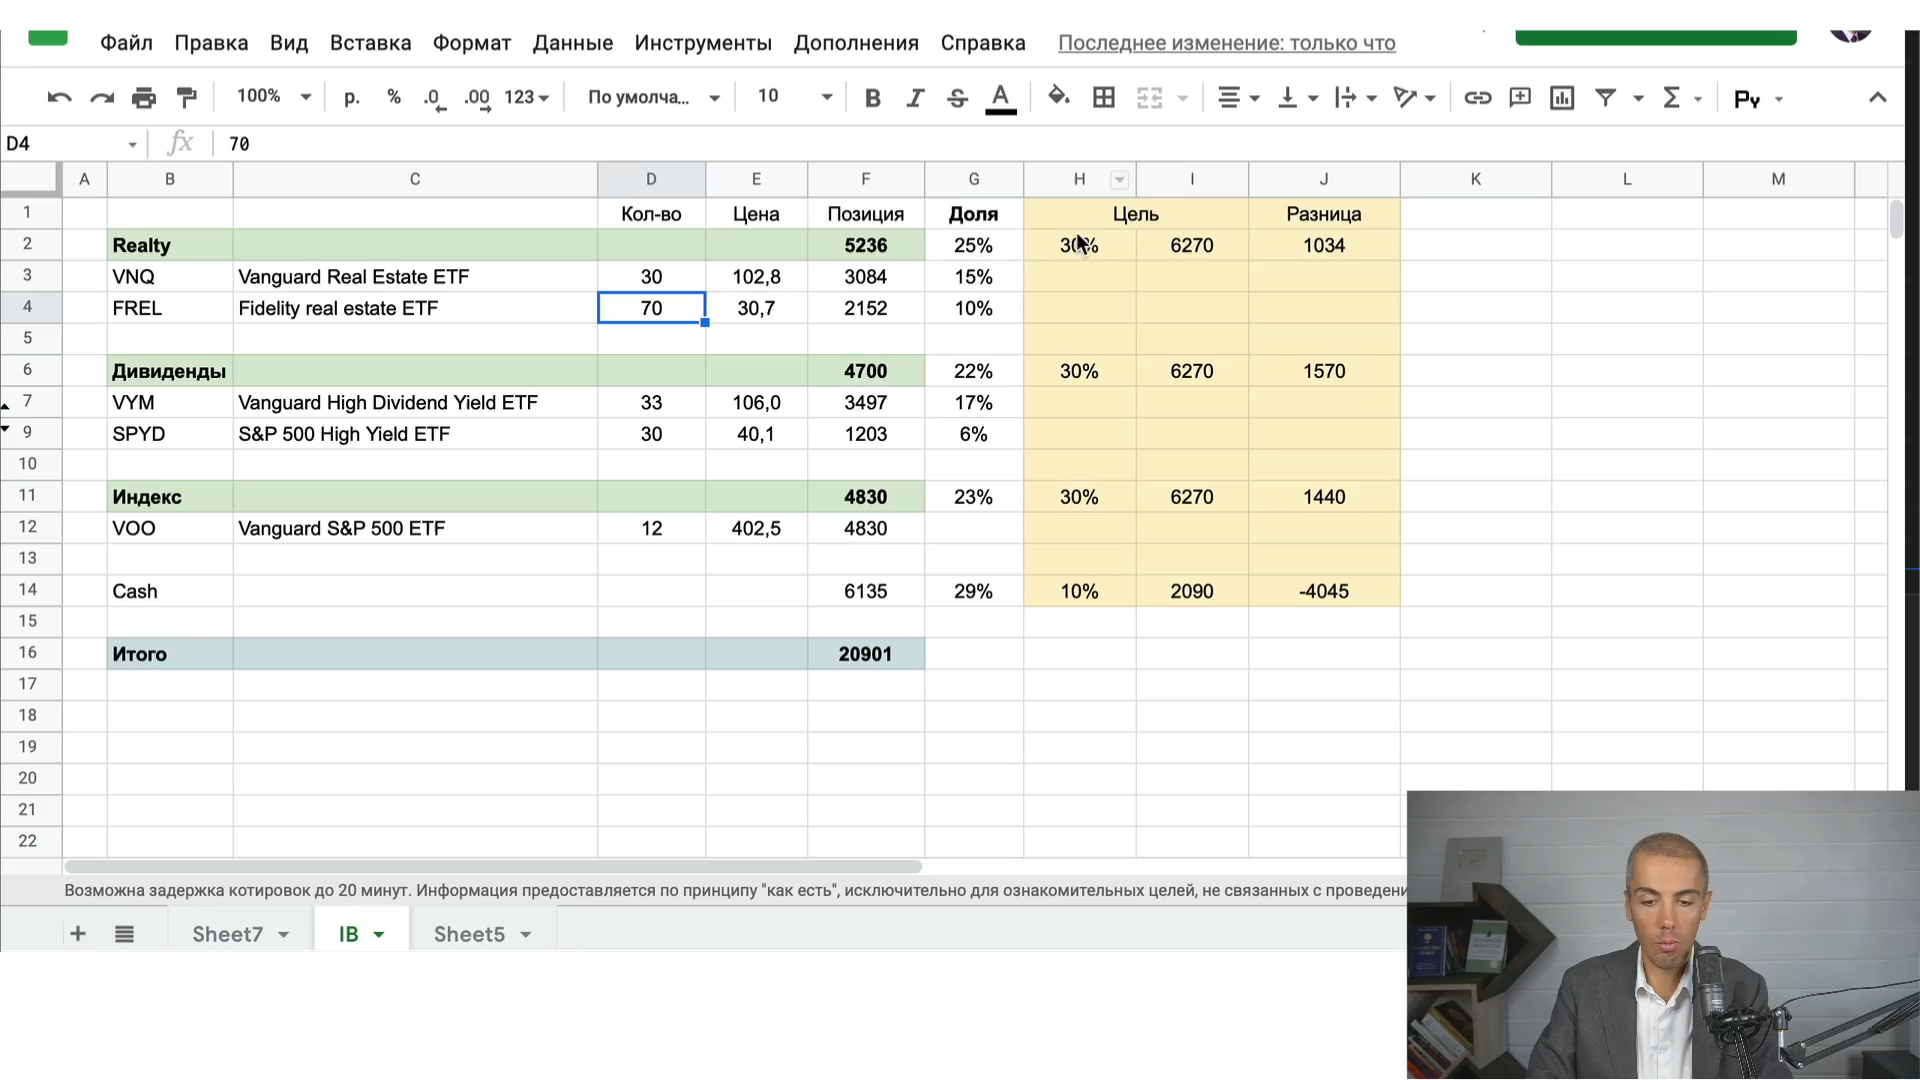 Файл Правка Вид Вставка Формат Данные Инструменты Дополнения Справка Последнее изменение: только что
100% р. % .0 .00 123 По умолча... 10 B I S A Σ Ру
D4 fx 70
A B C D E F G H I J K L M
1 Кол-во Цена Позиция Доля Цель Разница
2 Realty 5236 25% 30% 6270 1034
3 VNQ Vanguard Real Estate ETF 30 102,8 3084 15%
4 FREL Fidelity real estate ETF 70 30,7 2152 10%
5
6 Дивиденды 4700 22% 30% 6270 1570
7 VYM Vanguard High Dividend Yield ETF 33 106,0 3497 17%
9 SPYD S&P 500 High Yield ETF 30 40,1 1203 6%
10
11 Индекс 4830 23% 30% 6270 1440
12 VOO Vanguard S&P 500 ETF 12 402,5 4830
13
14 Cash 6135 29% 10% 2090 -4045
15
16 Итого 20901
17
18
19
20
21
22
Возможна задержка котировок до 20 минут. Информация предоставляется по принципу "как есть", исключительно для ознакомительных целей, не связанных с проведени
Sheet7 IB Sheet5